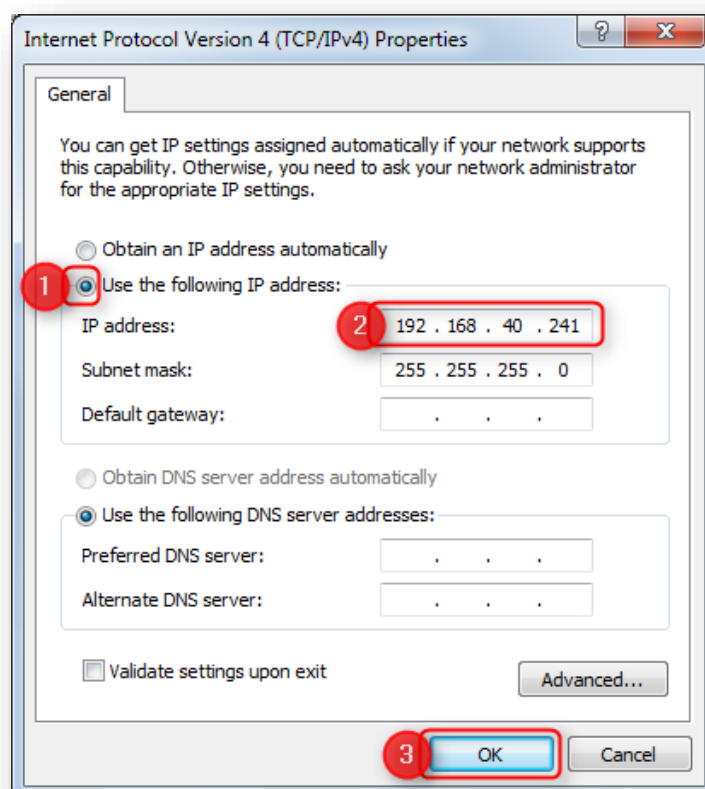 Internet Protocol Version 4 (TCP/IPv4) Properties
?
X
General
You can get IP settings assigned automatically if your network supports
this capability. Otherwise, you need to ask your network administrator
for the appropriate IP settings.
Obtain an IP address automatically
1 Use the following IP address:
IP address: 2 192 . 168 . 40 . 241
Subnet mask: 255 . 255 . 255 . 0
Default gateway: . . .
Obtain DNS server address automatically
Use the following DNS server addresses:
Preferred DNS server: . . .
Alternate DNS server: . . .
Validate settings upon exit
Advanced...
3 OK Cancel